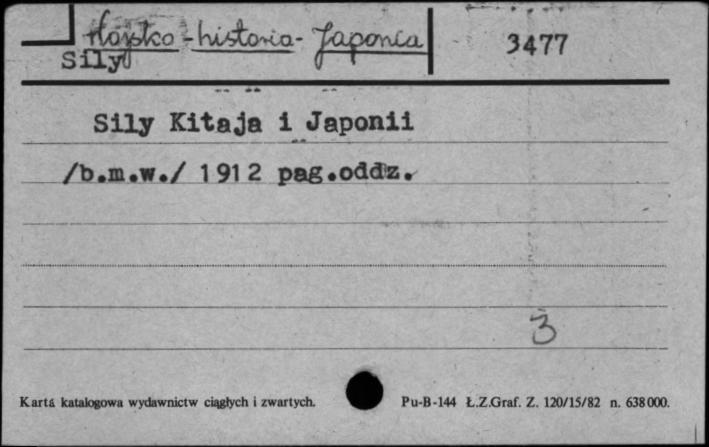 Wojsko - historia - Japonia
3477
Sily
Sily Kitaja i Japonii
/b.m.w./ 1912 pag.oddz.
3
Karta katalogowa wydawnictw ciągłych i zwartych.
Pu-B-144 Ł.Z.Graf. Z. 120/15/82 n. 638000.